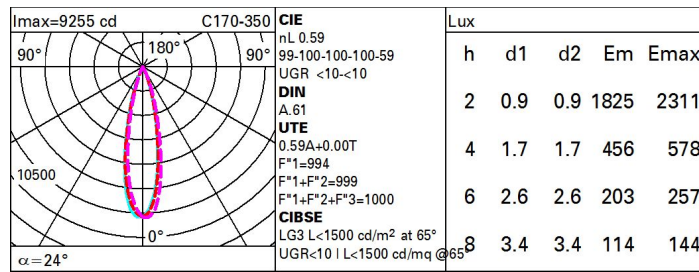 Imax=9255 cd C170-350
90° 180° 90°
10500
0°
α=24°
CIE
nL 0.59
99-100-100-100-59
UGR <10-<10
DIN
A.61
UTE
0.59A+0.00T
F"1=994
F"1+F"2=999
F"1+F"2+F"3=1000
CIBSE
LG3 L<1500 cd/m² at 65°
UGR<10 | L<1500 cd/mq @65°
Lux
h d1 d2 Em Emax
2 0.9 0.9 1825 2311
4 1.7 1.7 456 578
6 2.6 2.6 203 257
8 3.4 3.4 114 144